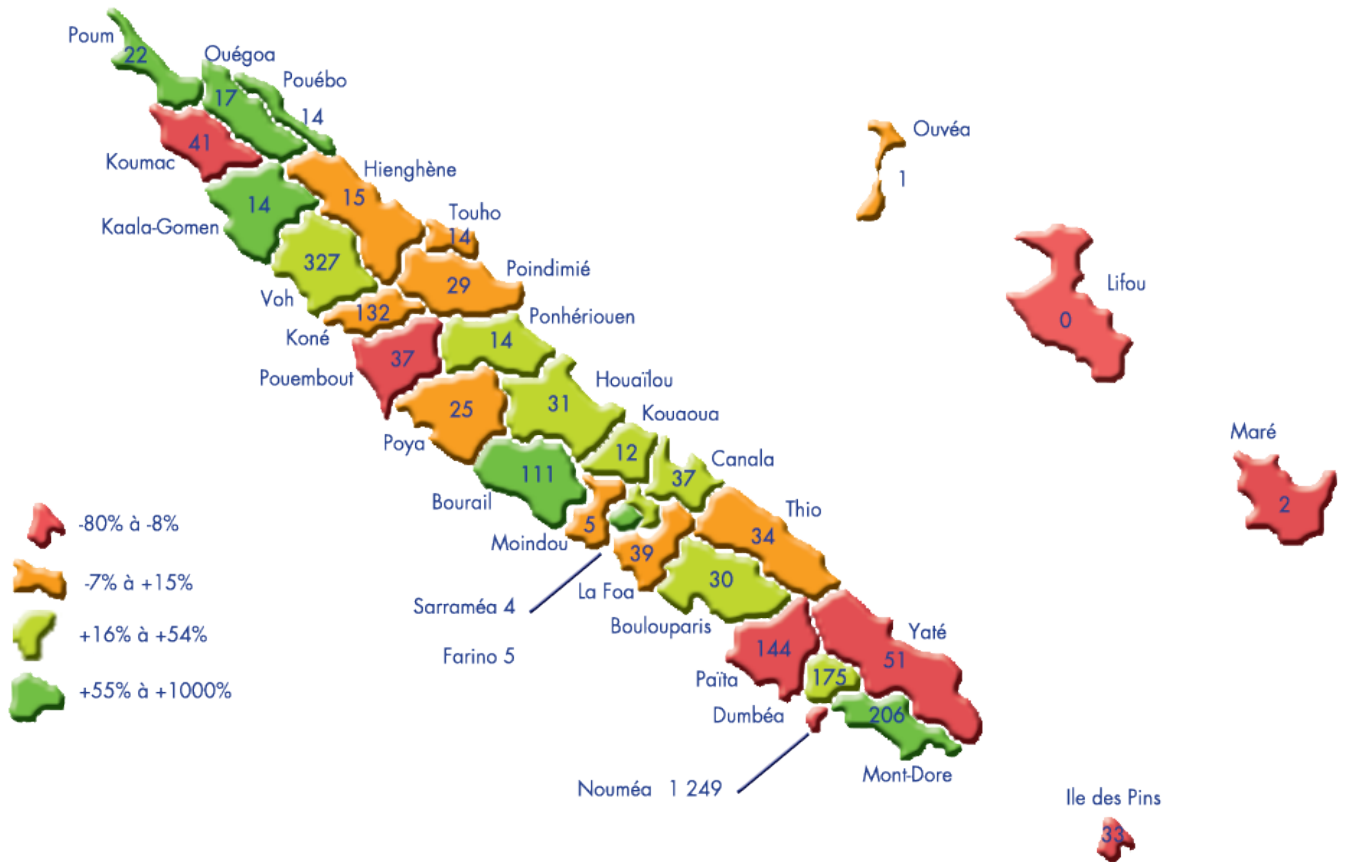 Poum
22
Ouégoa
17
Pouébo
14
41
Koumac
Hienghène
15
14
Kaala-Gomen
Touho
14
327
Voh
Poindimié
29
132
Koné
Ponhériouen
14
37
Pouembout
Houaïlou
31
25
Poya
Kouaoua
12
Canala
37
111
Bourail
Thio
34
5
Moindou
39
La Foa
30
Boulouparis
Sarraméa 4
Farino 5
144
Païta
Yaté
51
175
Dumbéa
206
Mont-Dore
Nouméa 1 249
Ouvéa
1
Lifou
0
Maré
2
Ile des Pins
33
-80% à -8%
-7% à +15%
+16% à +54%
+55% à +1000%